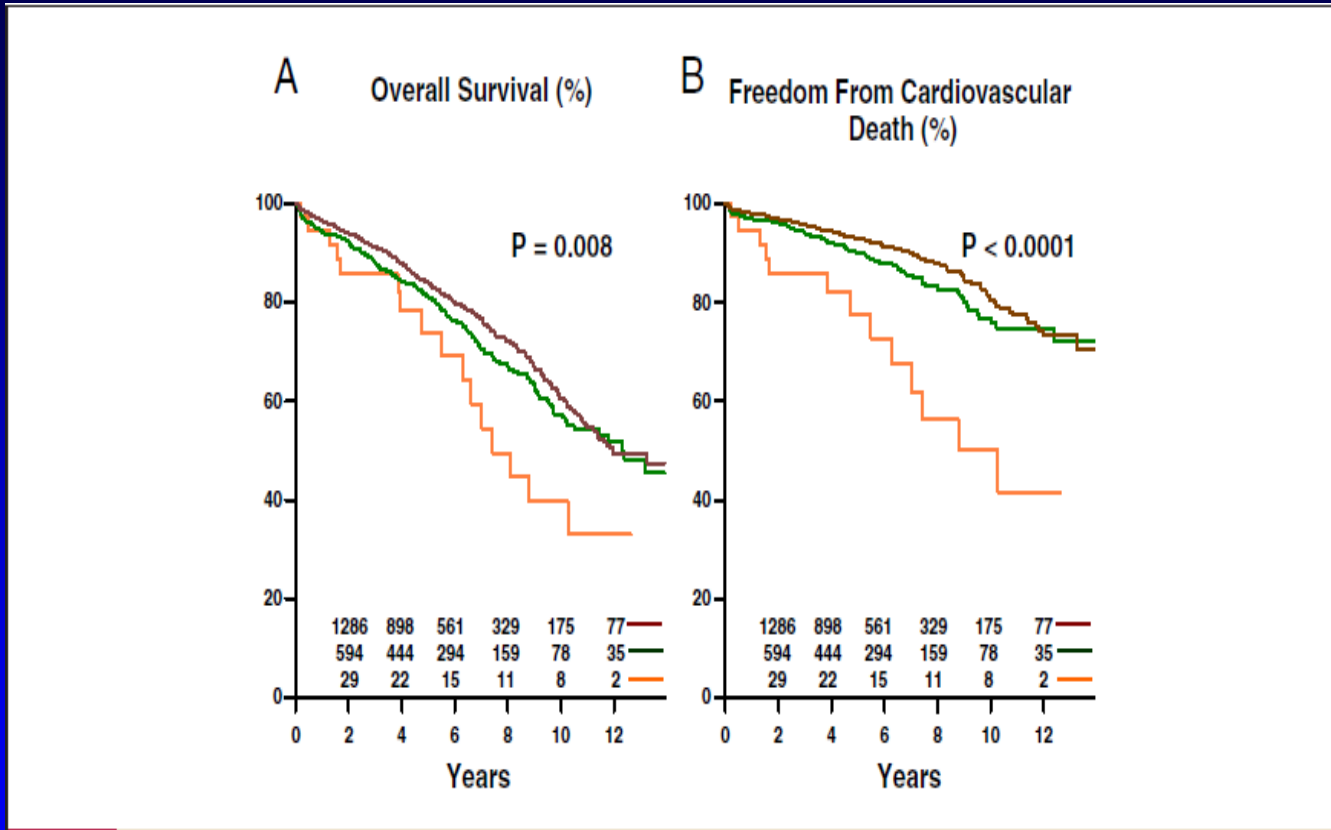 A
Overall Survival (%)
100
80
60
40
20
0
P = 0.008
1286 898 561 329 175 77
594 444 294 159 78 35
29 22 15 11 8 2
0 2 4 6 8 10 12
Years
B
Freedom From Cardiovascular
Death (%)
100
80
60
40
20
0
P < 0.0001
1286 898 561 329 175 77
594 444 294 159 78 35
29 22 15 11 8 2
0 2 4 6 8 10 12
Years